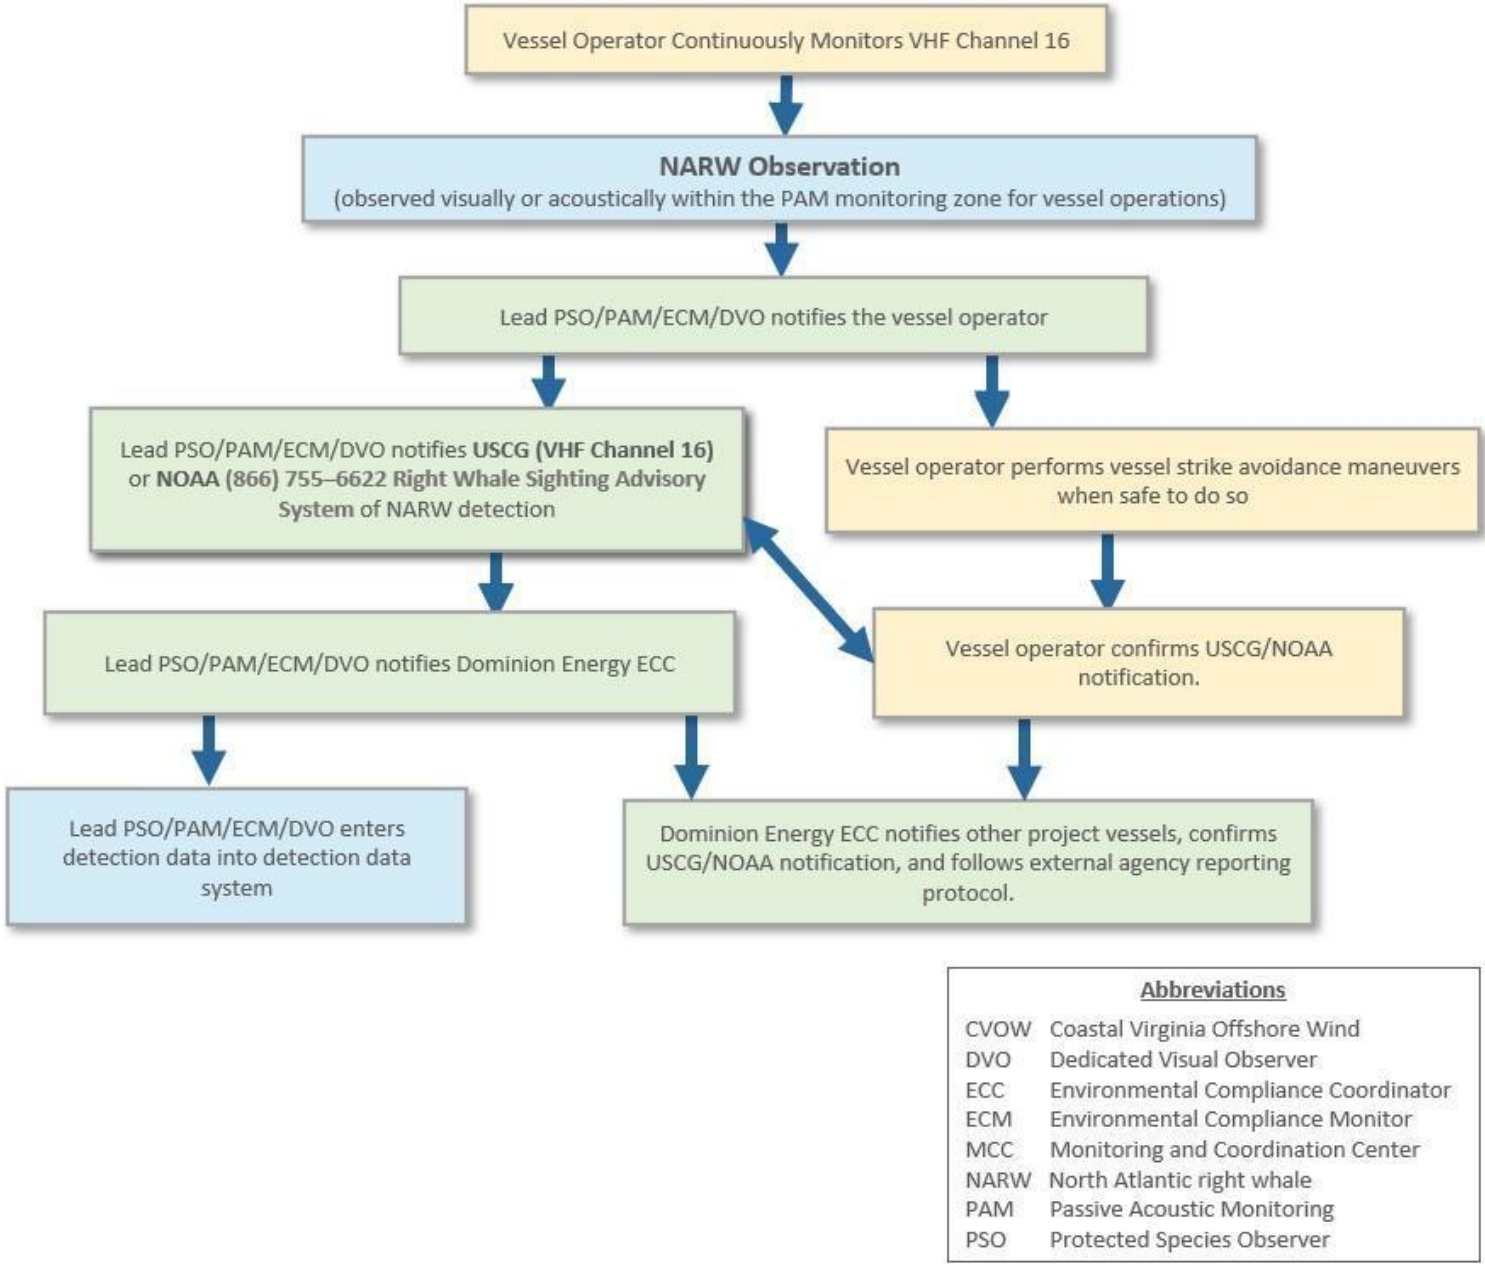 Vessel Operator Continuously Monitors VHF Channel 16
NARW Observation
(observed visually or acoustically within the PAM monitoring zone for vessel operations)
Lead PSO/PAM/ECM/DVO notifies the vessel operator
Lead PSO/PAM/ECM/DVO notifies USCG (VHF Channel 16)
or NOAA (866) 755–6622 Right Whale Sighting Advisory
System of NARW detection
Vessel operator performs vessel strike avoidance maneuvers
when safe to do so
Lead PSO/PAM/ECM/DVO notifies Dominion Energy ECC
Vessel operator confirms USCG/NOAA
notification.
Lead PSO/PAM/ECM/DVO enters
detection data into detection data
system
Dominion Energy ECC notifies other project vessels, confirms
USCG/NOAA notification, and follows external agency reporting
protocol.
Abbreviations
CVOW Coastal Virginia Offshore Wind
DVO Dedicated Visual Observer
ECC Environmental Compliance Coordinator
ECM Environmental Compliance Monitor
MCC Monitoring and Coordination Center
NARW North Atlantic right whale
PAM Passive Acoustic Monitoring
PSO Protected Species Observer